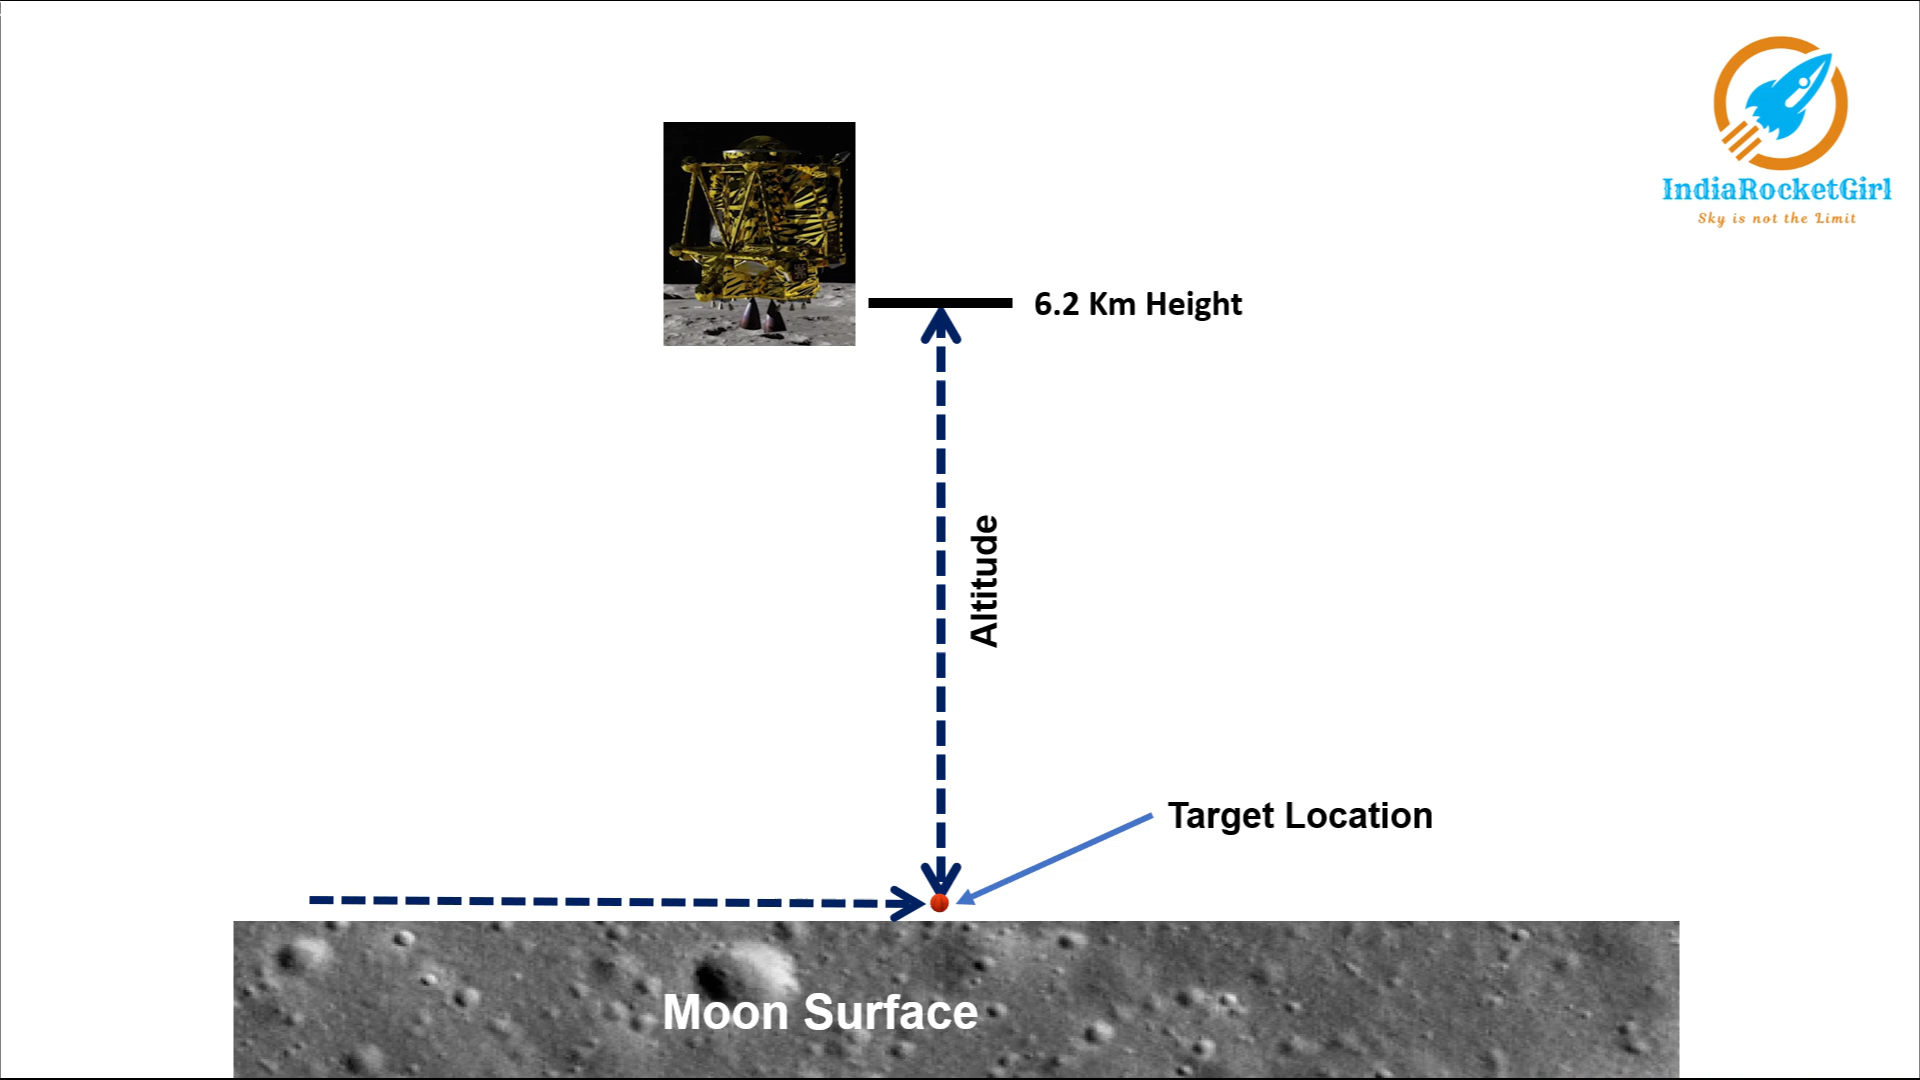 IndiaRocketGirl
Sky is not the Limit
6.2 Km Height
Altitude
Target Location
Moon Surface